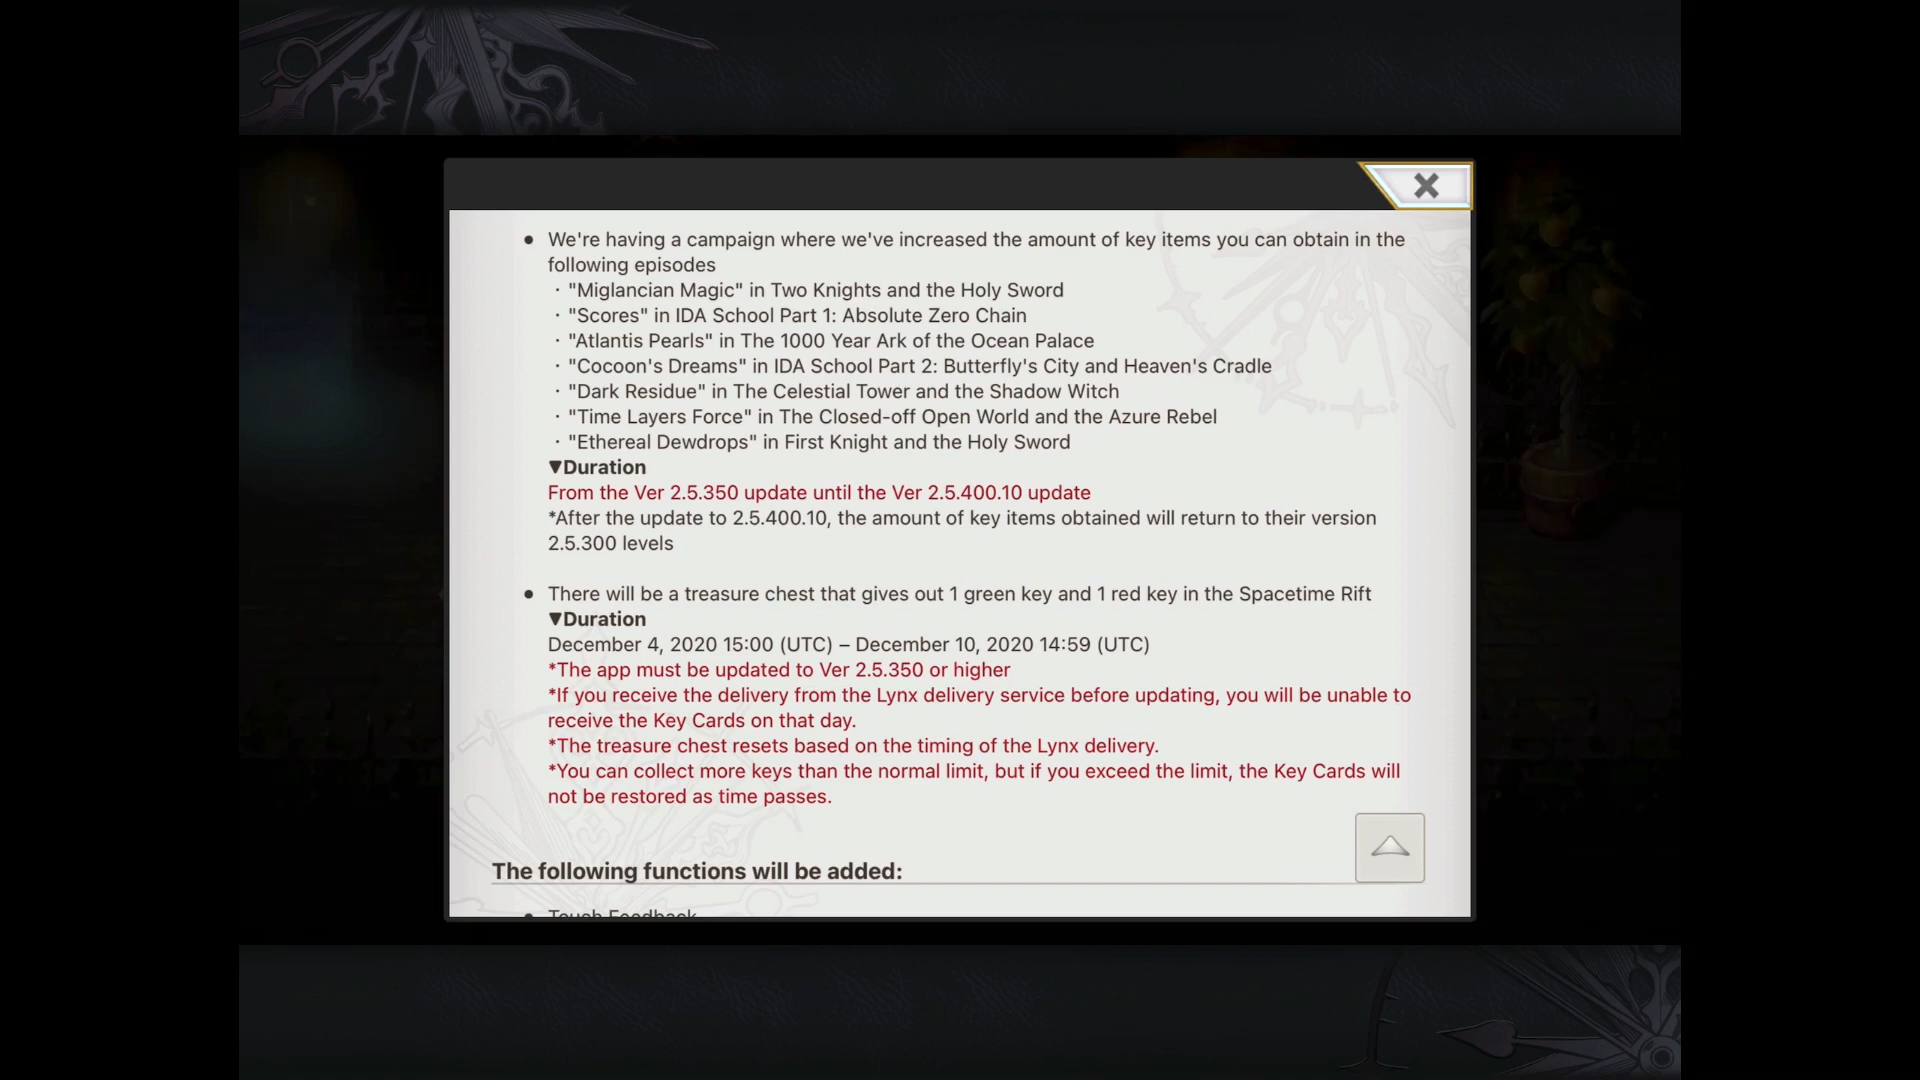 We're having a campaign where we've increased the amount of key items you can obtain in the
following episodes
・"Miglancian Magic" in Two Knights and the Holy Sword
・"Scores" in IDA School Part 1: Absolute Zero Chain
・"Atlantis Pearls" in The 1000 Year Ark of the Ocean Palace
・"Cocoon's Dreams" in IDA School Part 2: Butterfly's City and Heaven's Cradle
・"Dark Residue" in The Celestial Tower and the Shadow Witch
・"Time Layers Force" in The Closed-off Open World and the Azure Rebel
・"Ethereal Dewdrops" in First Knight and the Holy Sword
▼Duration
From the Ver 2.5.350 update until the Ver 2.5.400.10 update
*After the update to 2.5.400.10, the amount of key items obtained will return to their version
2.5.300 levels
There will be a treasure chest that gives out 1 green key and 1 red key in the Spacetime Rift
▼Duration
December 4, 2020 15:00 (UTC) – December 10, 2020 14:59 (UTC)
*The app must be updated to Ver 2.5.350 or higher
*If you receive the delivery from the Lynx delivery service before updating, you will be unable to
receive the Key Cards on that day.
*The treasure chest resets based on the timing of the Lynx delivery.
*You can collect more keys than the normal limit, but if you exceed the limit, the Key Cards will
not be restored as time passes.
The following functions will be added:
Touch Feedback